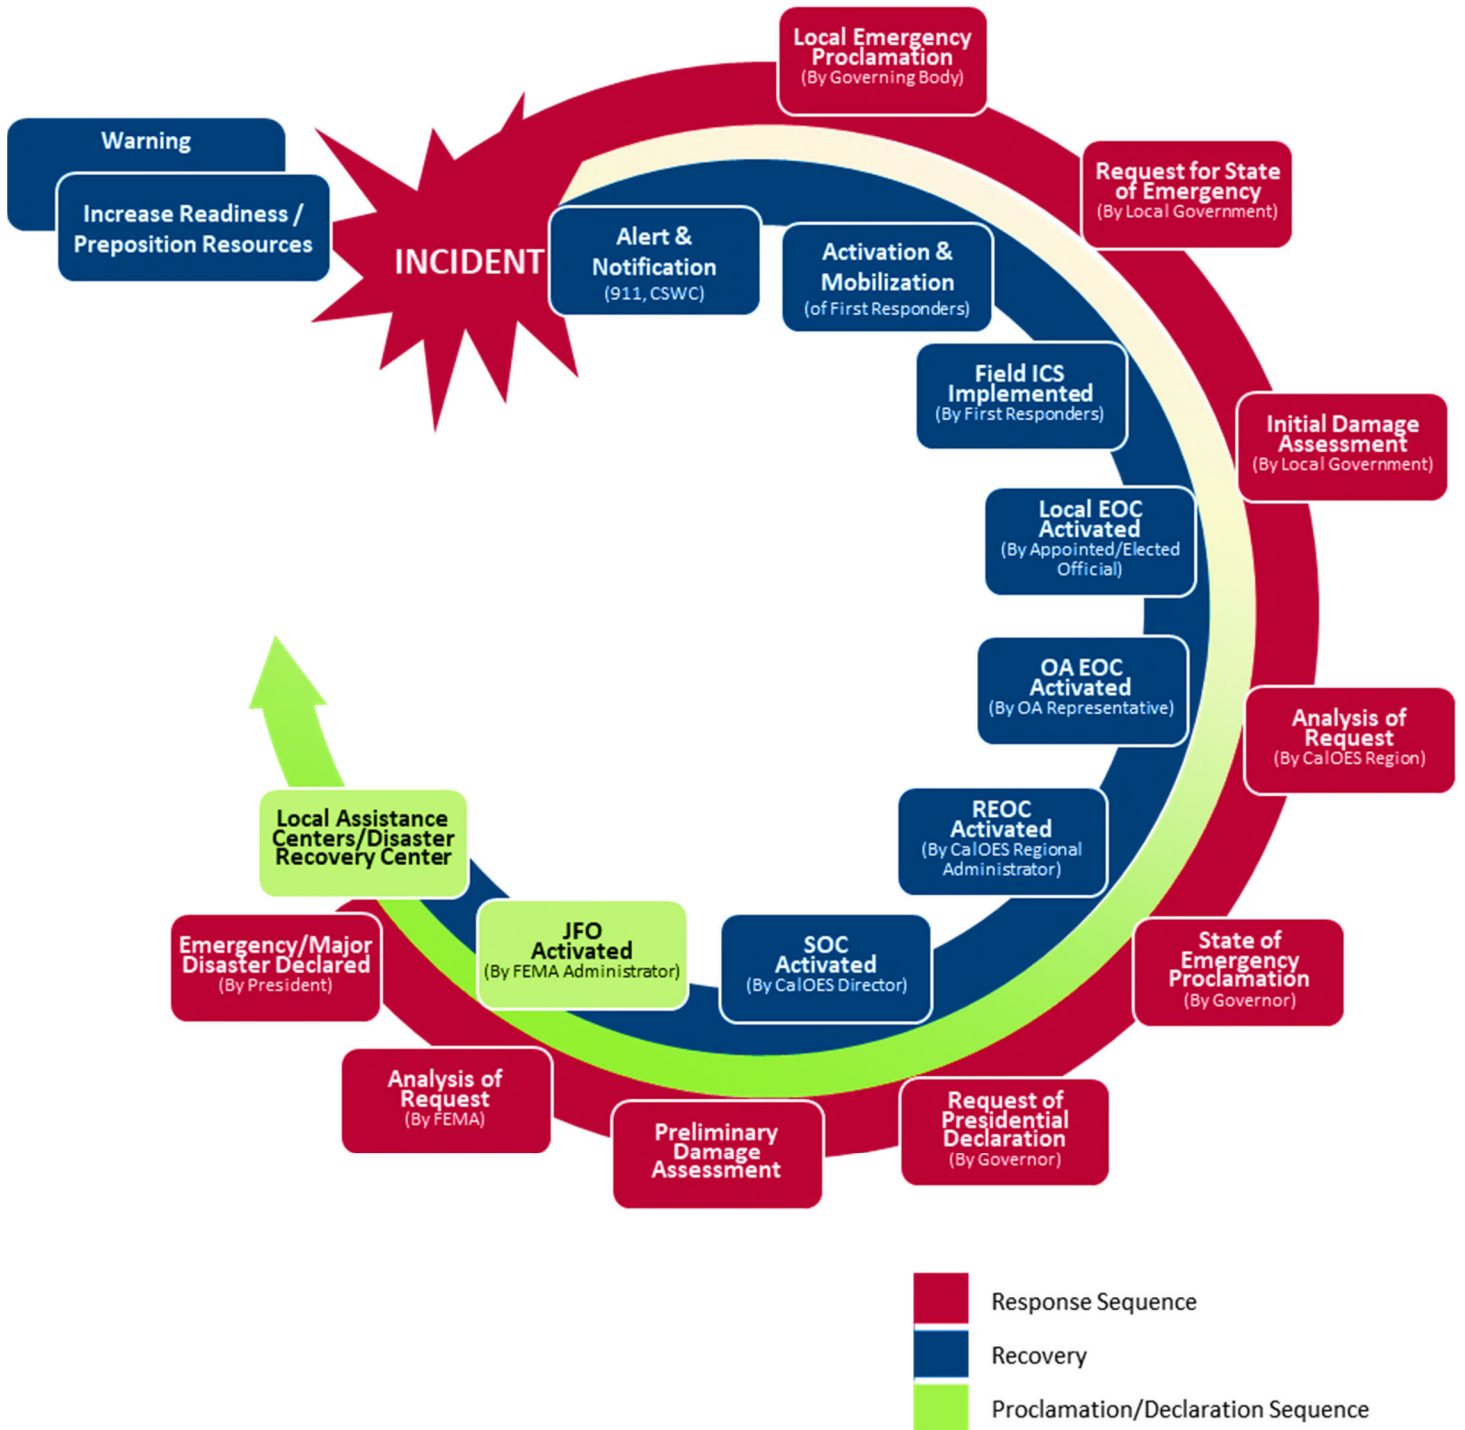 Warning
Increase Readiness /
Preposition Resources
INCIDENT
Local Emergency
Proclamation
(By Governing Body)
Request for State
of Emergency
(By Local Government)
Initial Damage
Assessment
(By Local Government)
Analysis of
Request
(By CalOES Region)
State of
Emergency
Proclamation
(By Governor)
Request of
Presidential
Declaration
(By Governor)
Preliminary
Damage
Assessment
Analysis of
Request
(By FEMA)
Emergency/Major
Disaster Declared
(By President)
Alert &
Notification
(911, CSWC)
Activation &
Mobilization
(of First Responders)
Field ICS
Implemented
(By First Responders)
Local EOC
Activated
(By Appointed/Elected
Official)
OA EOC
Activated
(By OA Representative)
REOC
Activated
(By CalOES Regional
Administrator)
SOC
Activated
(By CalOES Director)
JFO
Activated
(By FEMA Administrator)
Local Assistance
Centers/Disaster
Recovery Center
Response Sequence
Recovery
Proclamation/Declaration Sequence